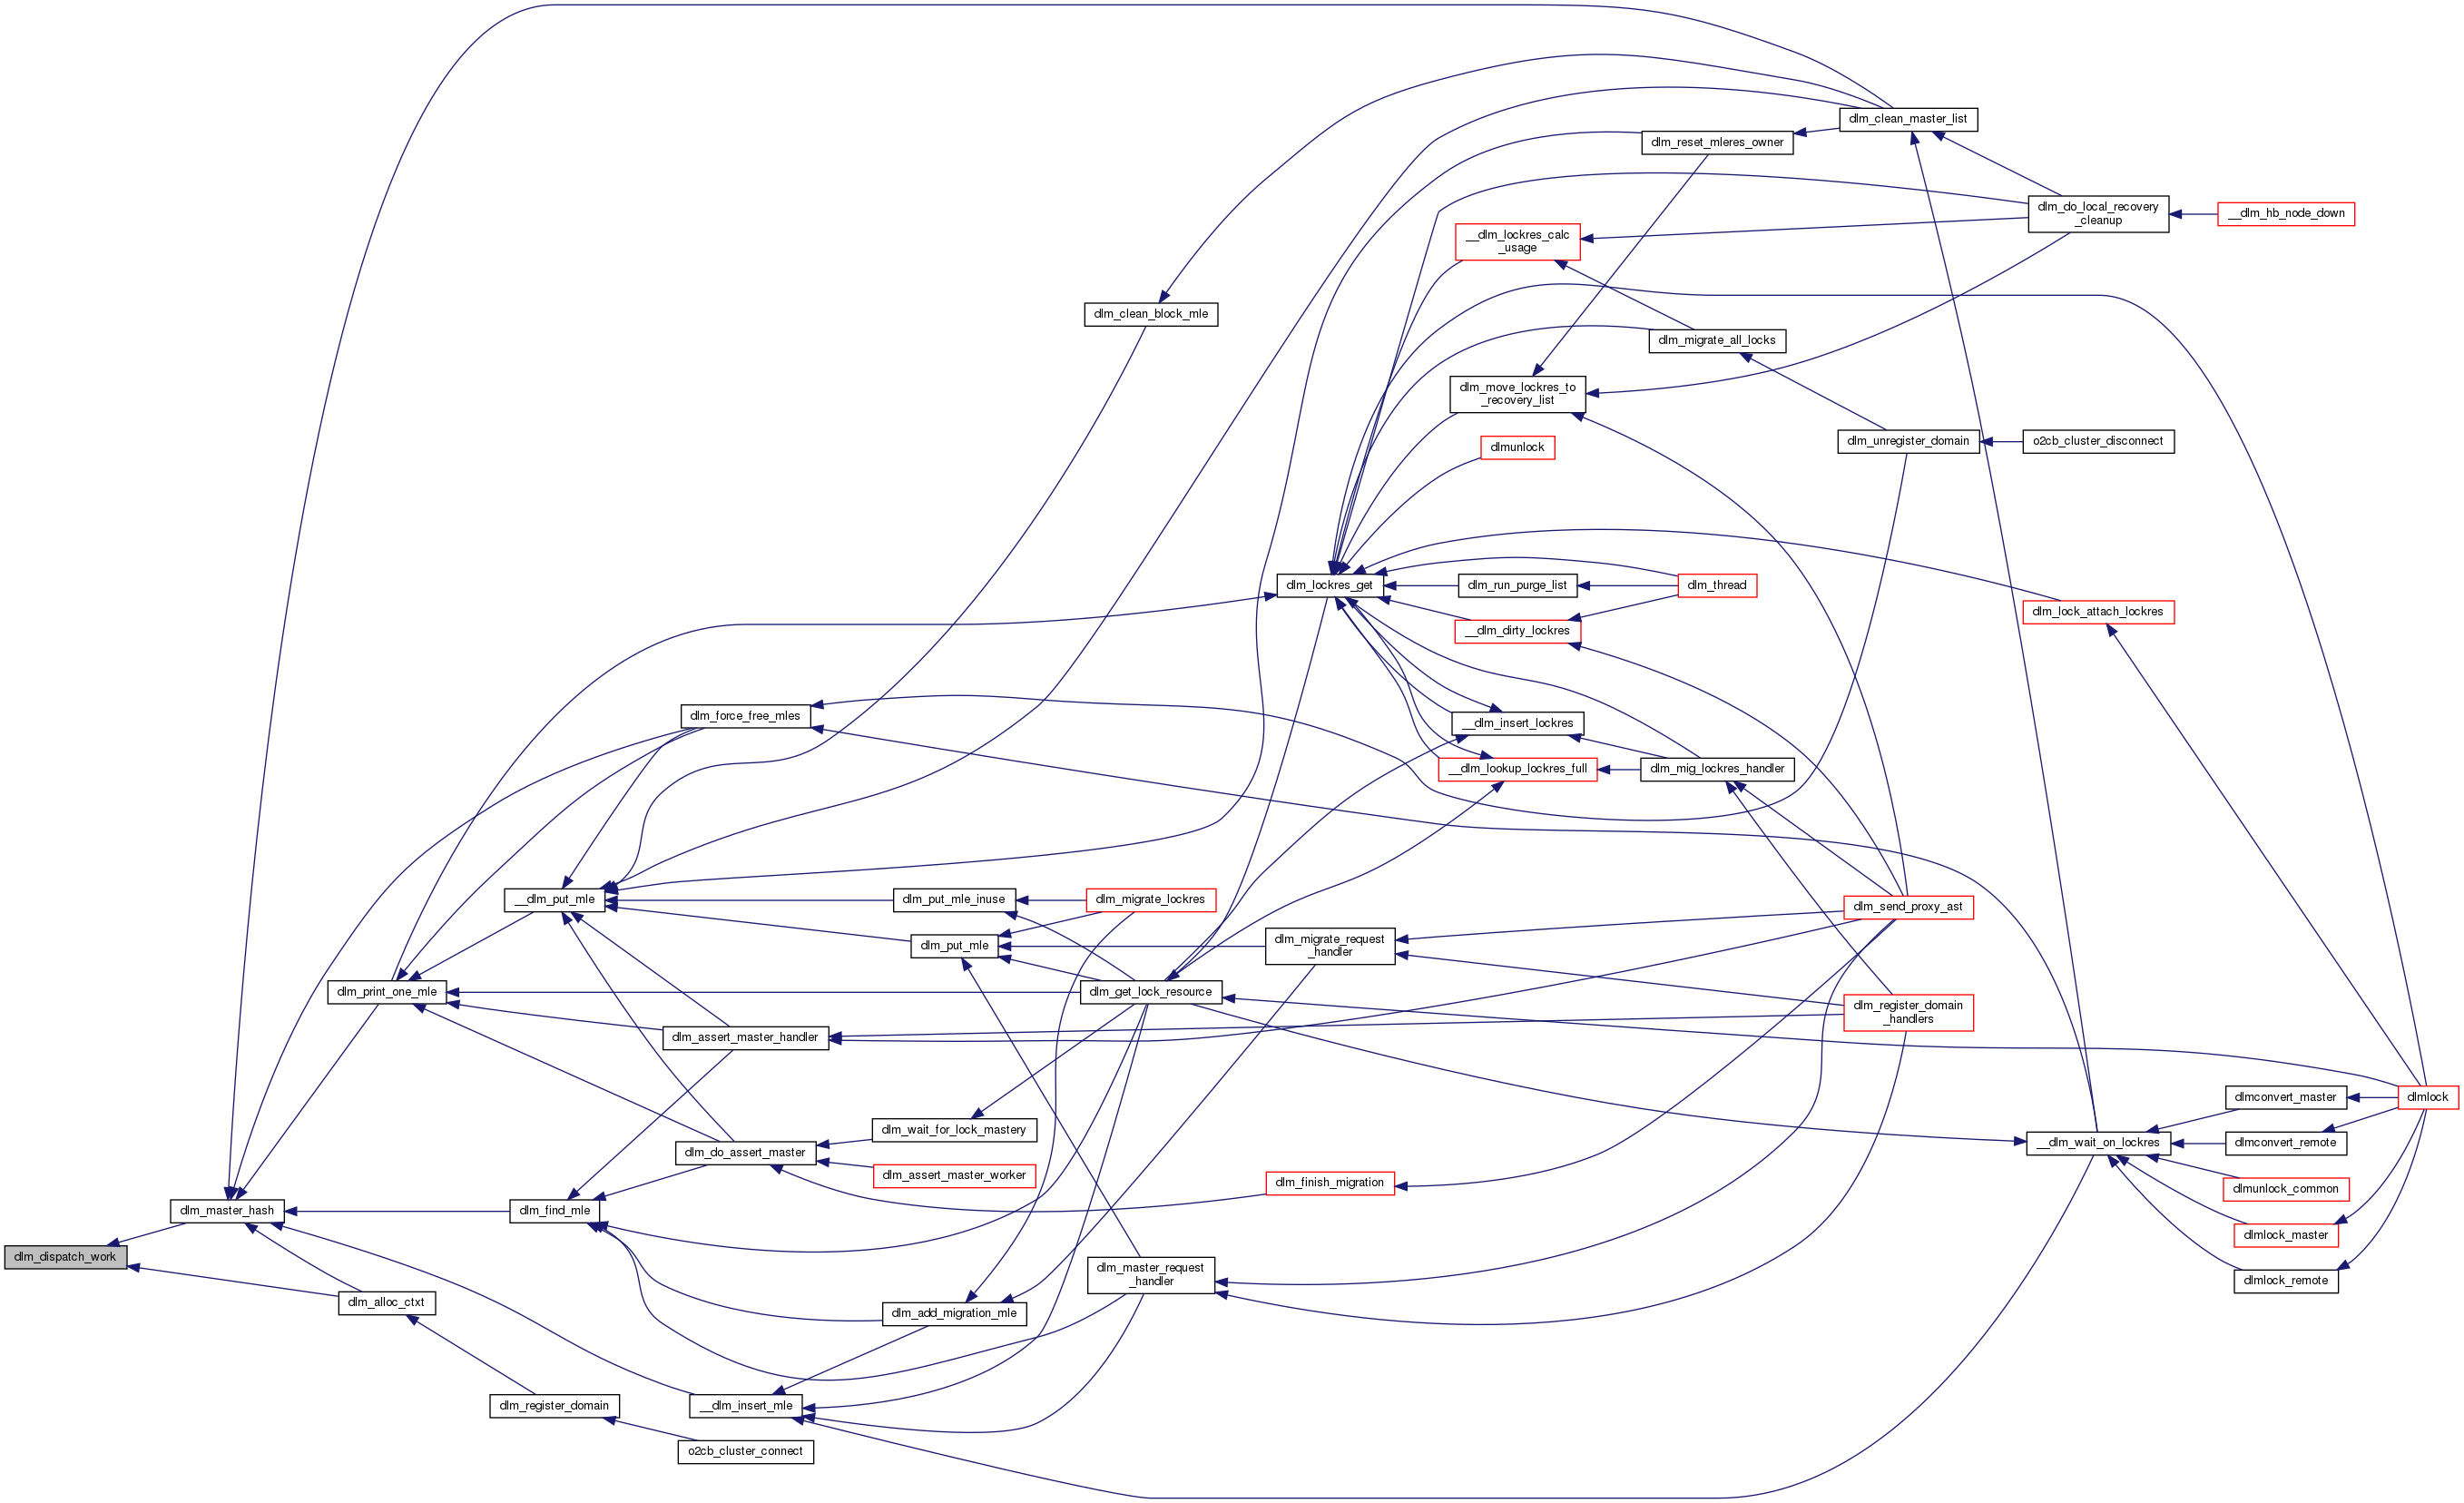 dlm_clean_master_list
dlm_reset_mleres_owner
dlm_do_local_recovery
_cleanup
__dlm_hb_node_down
__dlm_lockres_calc
_usage
dlm_clean_block_mle
dlm_migrate_all_locks
dlm_move_lockres_to
_recovery_list
dlmunlock
dlm_unregister_domain
o2cb_cluster_disconnect
dlm_lockres_get
dlm_run_purge_list
dlm_thread
dlm_lock_attach_lockres
__dlm_dirty_lockres
dlm_force_free_mles
__dlm_insert_lockres
__dlm_lookup_lockres_full
dlm_mig_lockres_handler
__dlm_put_mle
dlm_put_mle_inuse
dlm_migrate_lockres
dlm_send_proxy_ast
dlm_put_mle
dlm_migrate_request
_handler
dlm_print_one_mle
dlm_get_lock_resource
dlm_register_domain
_handlers
dlm_assert_master_handler
dlmconvert_master
dlmlock
dlm_wait_for_lock_mastery
dlm_do_assert_master
__dlm_wait_on_lockres
dlmconvert_remote
dlm_assert_master_worker
dlm_finish_migration
dlmunlock_common
dlm_master_hash
dlm_find_mle
dlmlock_master
dlm_dispatch_work
dlm_master_request
_handler
dlmlock_remote
dlm_alloc_ctxt
dlm_add_migration_mle
dlm_register_domain
__dlm_insert_mle
o2cb_cluster_connect